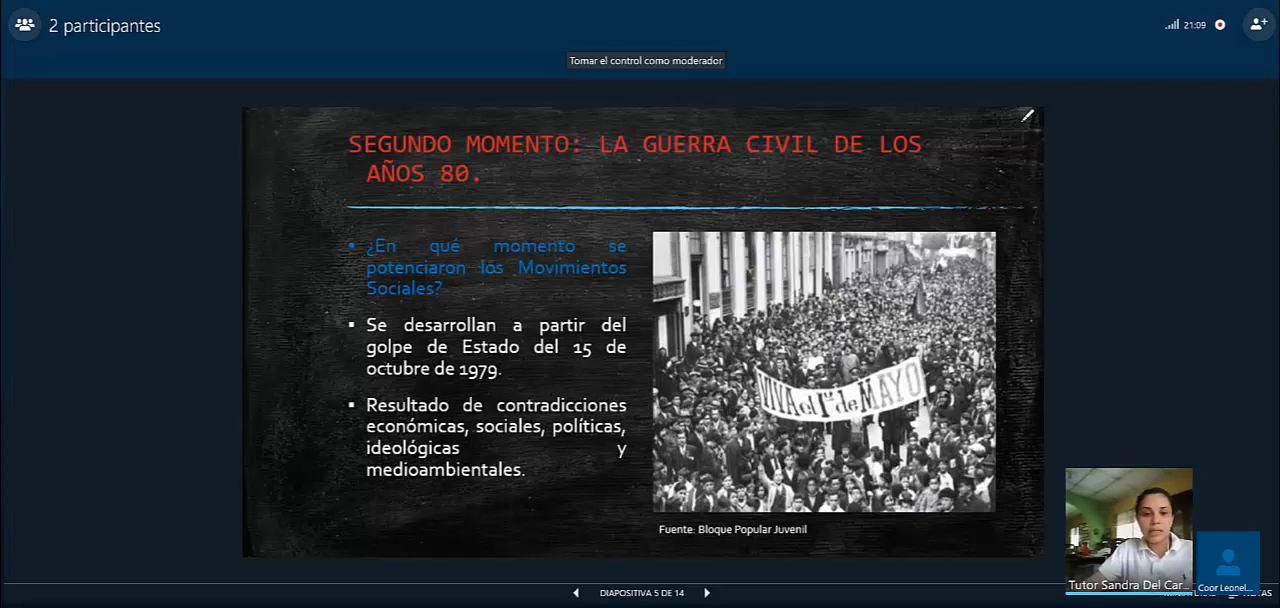 2 participantes
21:09
Tomar el control como moderador
SEGUNDO MOMENTO: LA GUERRA CIVIL DE LOS
AÑOS 80.
¿En qué momento se
potenciaron los Movimientos
Sociales?
Se desarrollan a partir del
golpe de Estado del 15 de
octubre de 1979.
Resultado de contradicciones
económicas, sociales, políticas,
ideológicas y
medioambientales.
VIVA el 1º de MAYO
Fuente: Bloque Popular Juvenil
Tutor Sandra Del Car...
Coor Leonel...
DIAPOSITIVA 5 DE 14